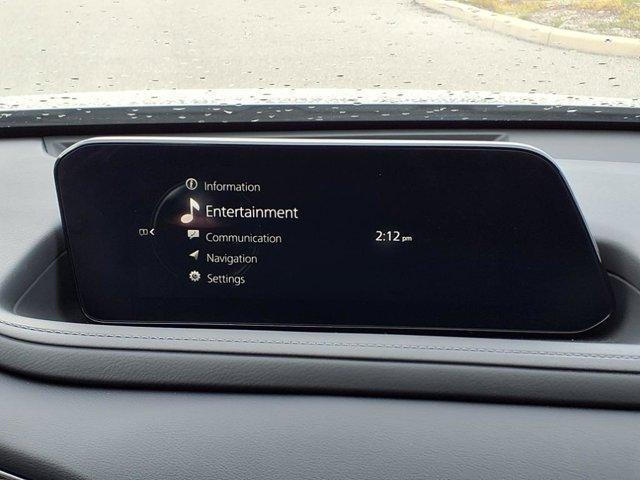 Information
Entertainment
Communication
2:12 pm
Navigation
Settings